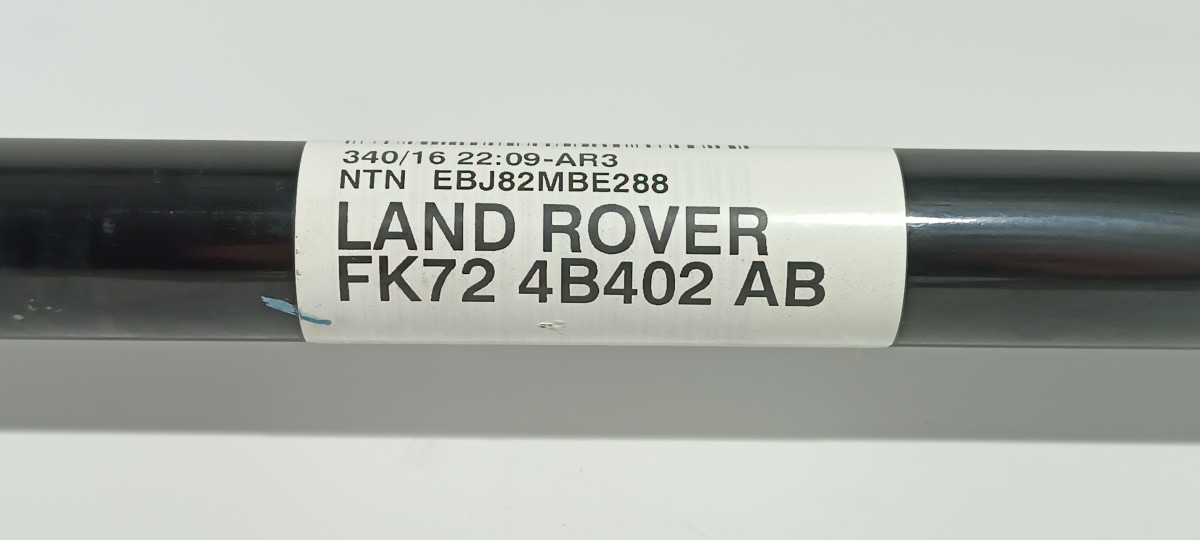 340/16 22:09-AR3
NTN EBJ82MBE288
LAND ROVER
FK72 4B402 AB